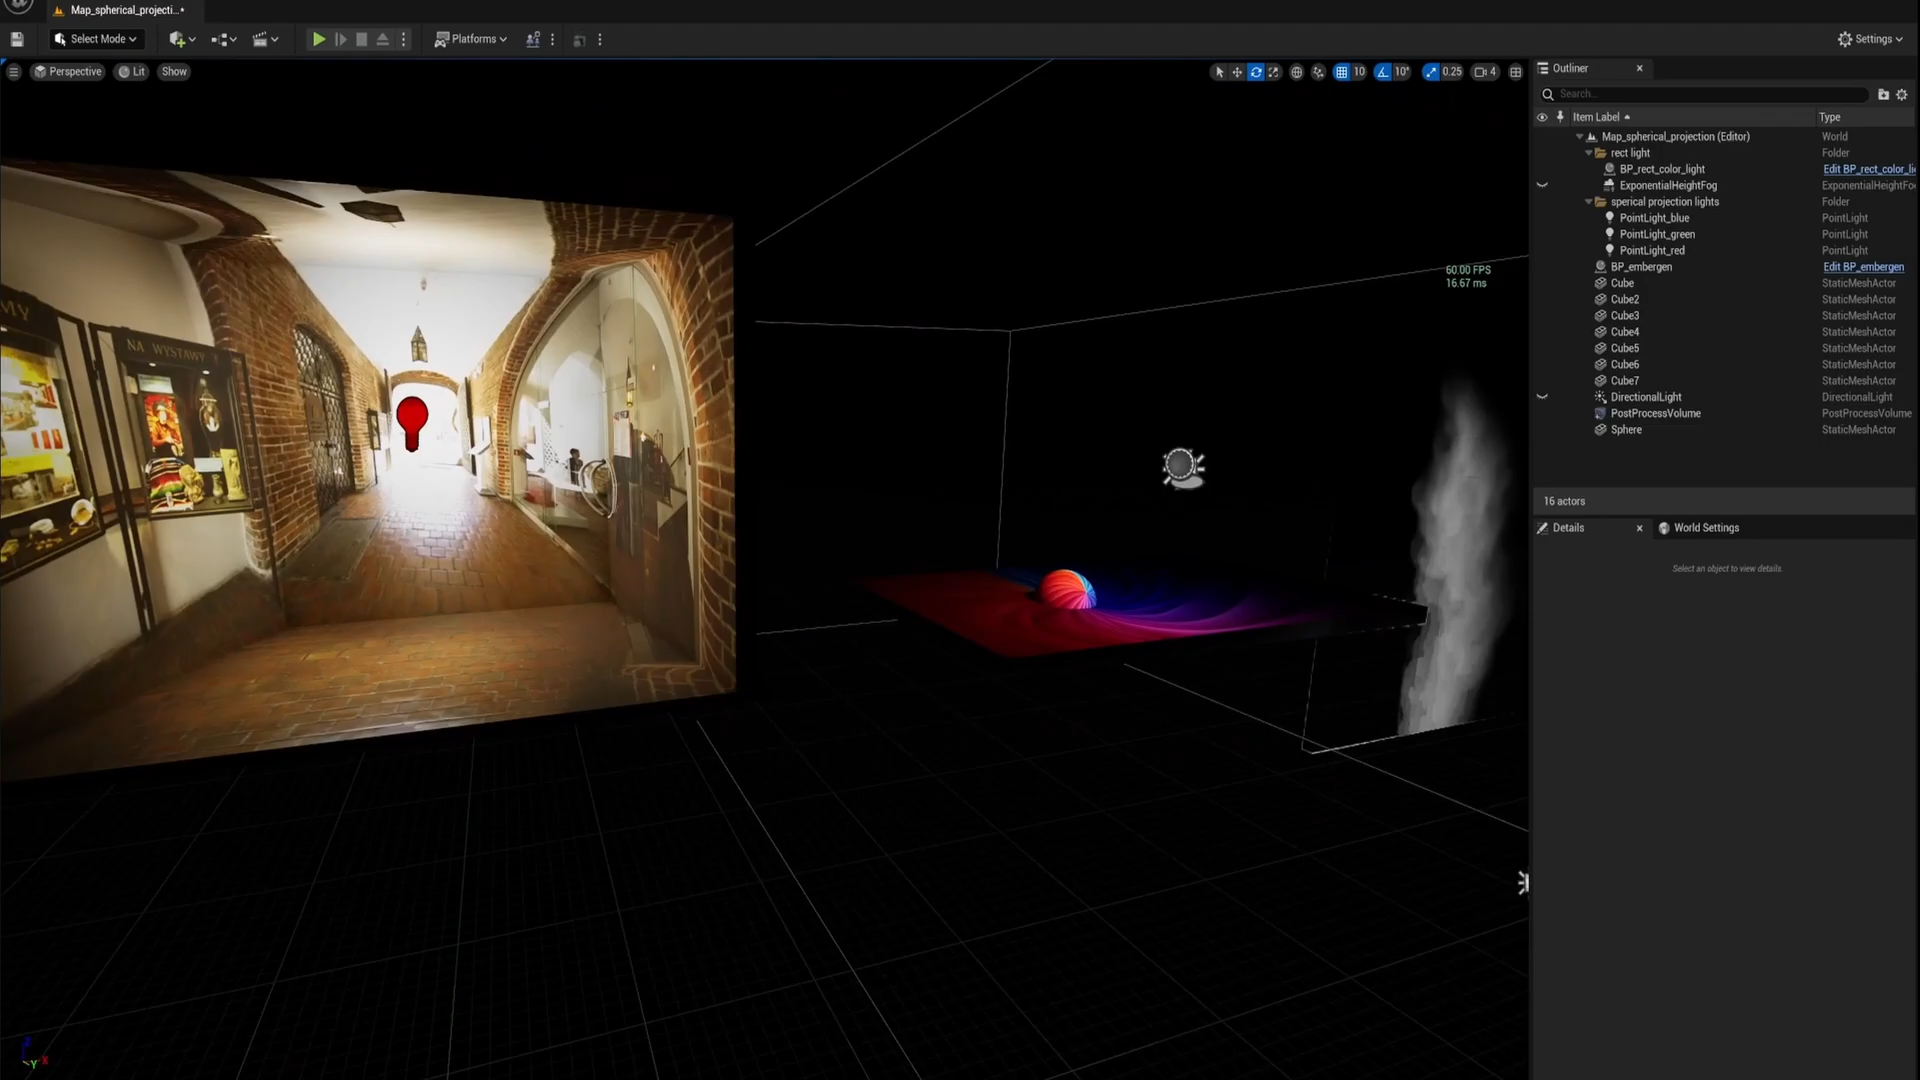 Map_spherical_projecti...*
Select Mode
Platforms
Settings
Perspective
Lit
Show
10
10°
0.25
4
60.00 FPS
16.67 ms
MY
NA WYSTAWY
Z
Y
X
Outliner
Search...
Item Label
Type
Map_spherical_projection (Editor)
World
rect light
Folder
BP_rect_color_light
Edit BP_rect_color_li
ExponentialHeightFog
ExponentialHeightFo
sperical projection lights
Folder
PointLight_blue
PointLight
PointLight_green
PointLight
PointLight_red
PointLight
BP_embergen
Edit BP_embergen
Cube
StaticMeshActor
Cube2
StaticMeshActor
Cube3
StaticMeshActor
Cube4
StaticMeshActor
Cube5
StaticMeshActor
Cube6
StaticMeshActor
Cube7
StaticMeshActor
DirectionalLight
DirectionalLight
PostProcessVolume
PostProcessVolume
Sphere
StaticMeshActor
16 actors
Details
World Settings
Select an object to view details.